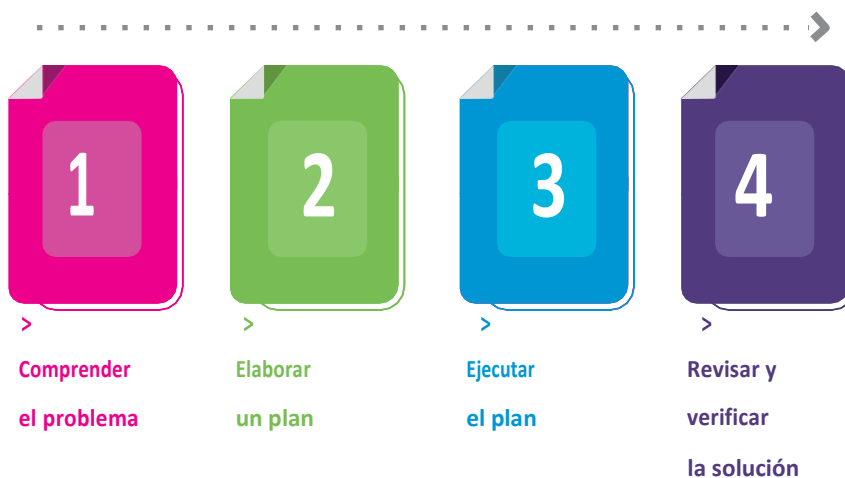 1
2
3
4
>
Comprender
el problema
>
Elaborar
un plan
>
Ejecutar
el plan
>
Revisar y
verificar
la solución